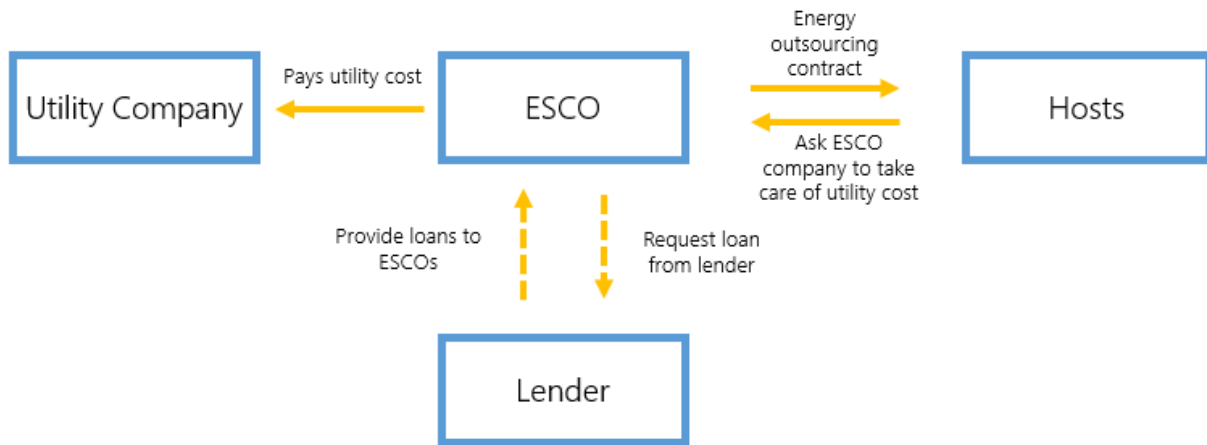 Energy
outsourcing
contract
Pays utility cost
Utility Company
ESCO
Hosts
Ask ESCO
company to take
care of utility cost
Provide loans to
ESCOs
Request loan
from lender
Lender